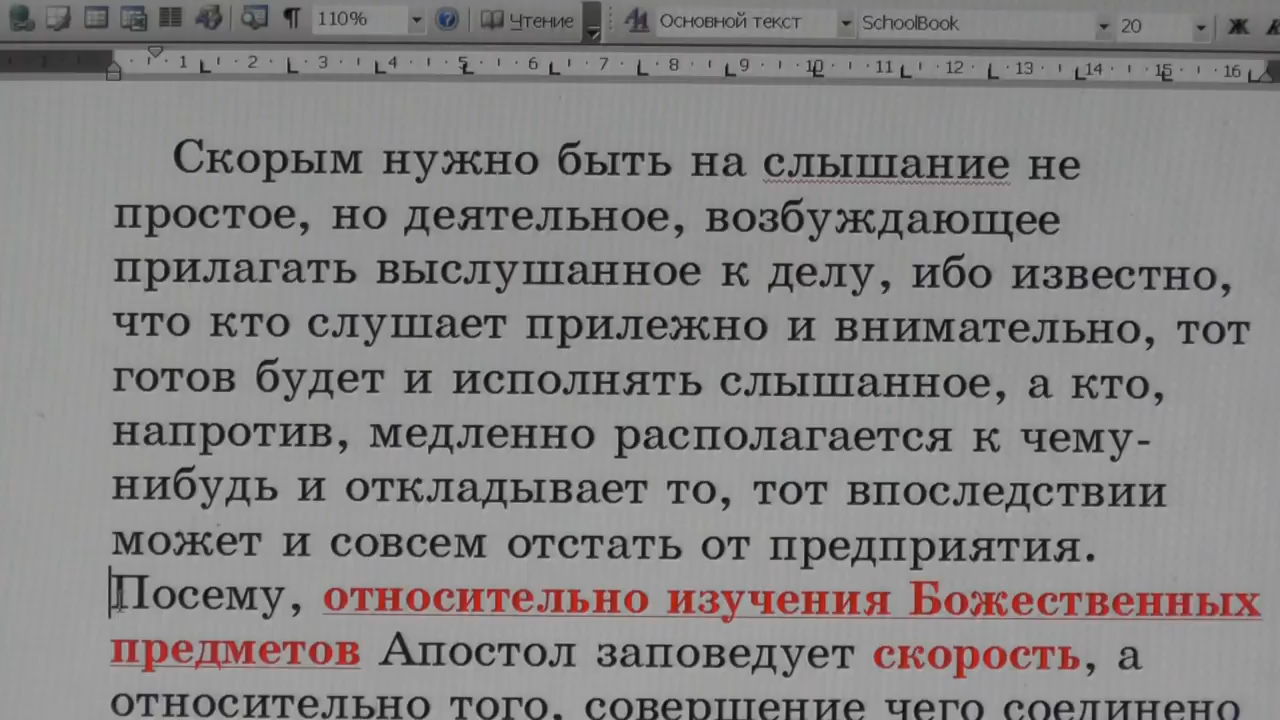 110% Чтение Основной текст SchoolBook 20 Ж
1 2 3 4 5 6 7 8 9 10 11 12 13 14 15 16
Скорым нужно быть на слышание не
простое, но деятельное, возбуждающее
прилагать выслушанное к делу, ибо известно,
что кто слушает прилежно и внимательно, тот
готов будет и исполнять слышанное, а кто,
напротив, медленно располагается к чему-
нибудь и откладывает то, тот впоследствии
может и совсем отстать от предприятия.
Посему, относительно изучения Божественных
предметов Апостол заповедует скорость, а
относительно того, совершение чего соединено